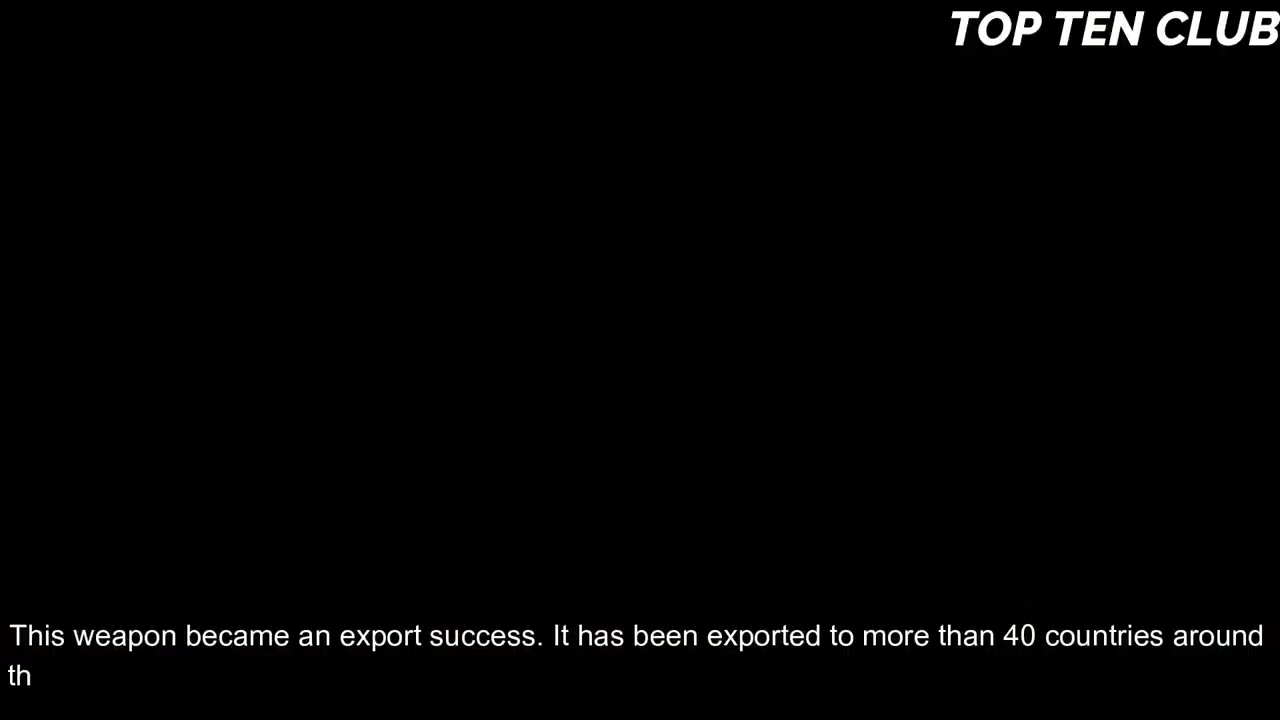 TOP TEN CLUB
This weapon became an export success. It has been exported to more than 40 countries around
th